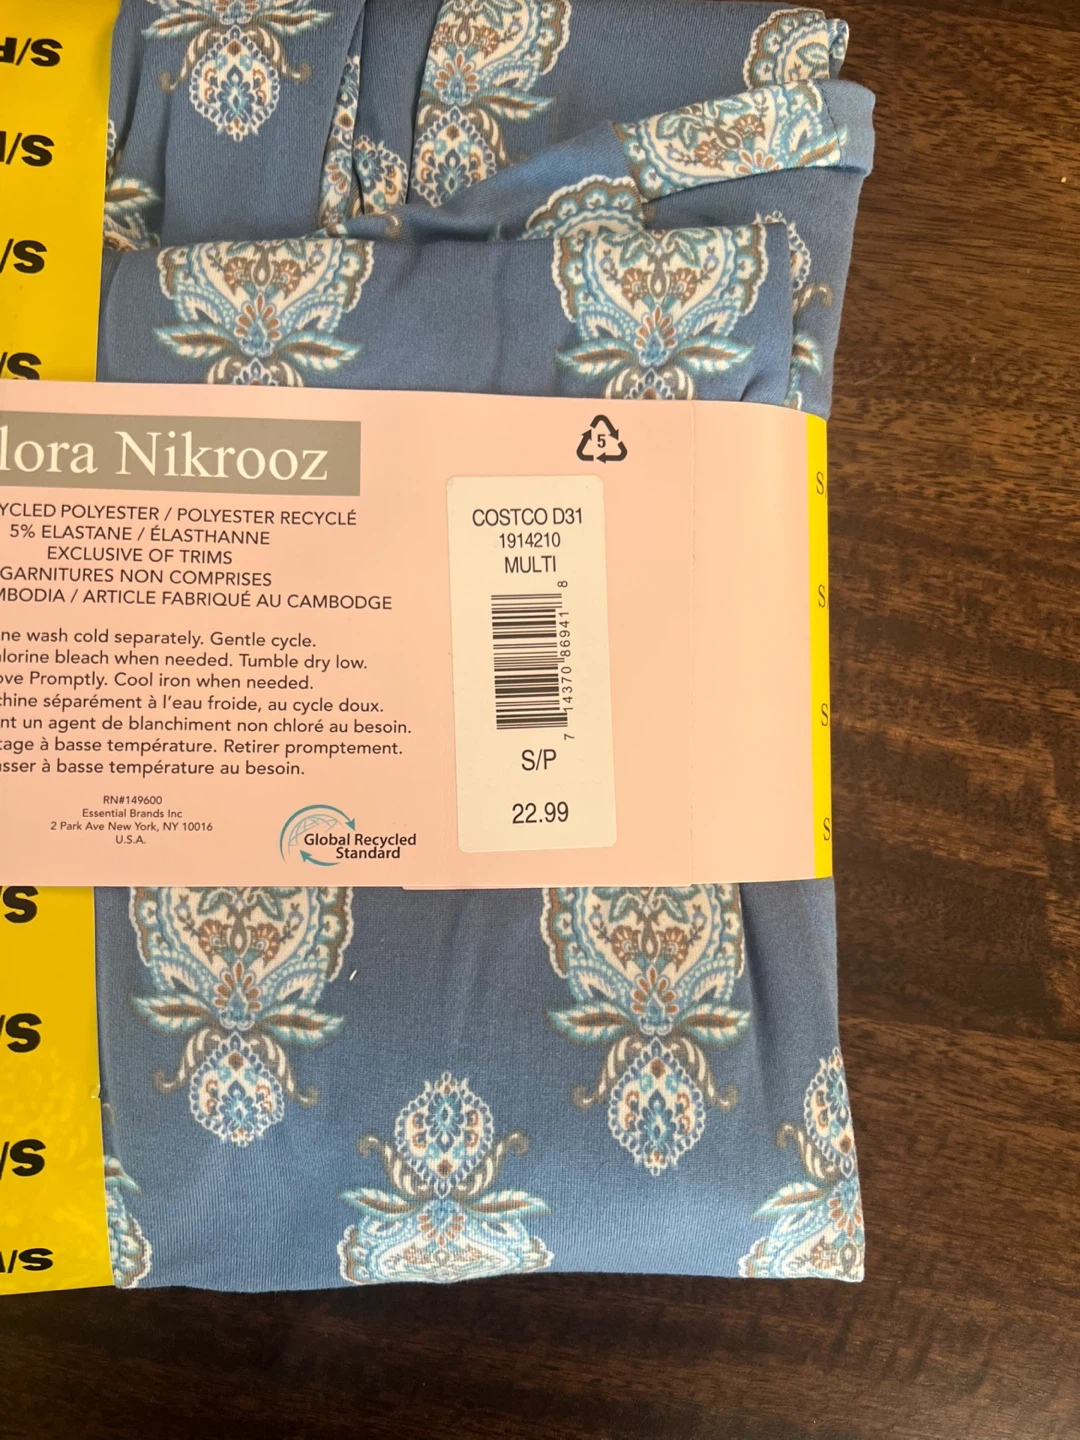 S
S
S
lora Nikrooz
YCLED POLYESTER / POLYESTER RECYCLÉ
5% ELASTANE / ÉLASTHANNE
EXCLUSIVE OF TRIMS
GARNITURES NON COMPRISES
MBODIA / ARTICLE FABRIQUÉ AU CAMBODGE
ne wash cold separately. Gentle cycle.
lorine bleach when needed. Tumble dry low.
ove Promptly. Cool iron when needed.
chine séparément à l'eau froide, au cycle doux.
nt un agent de blanchiment non chloré au besoin.
tage à basse température. Retirer promptement.
sser à basse température au besoin.
RN#149600
Essential Brands Inc
2 Park Ave New York, NY 10016
U.S.A.
Global Recycled
Standard
5
COSTCO D31
1914210
MULTI
7 14370 86941 8
S/P
22.99
S
S
S
S
S/
S/
S/
S/